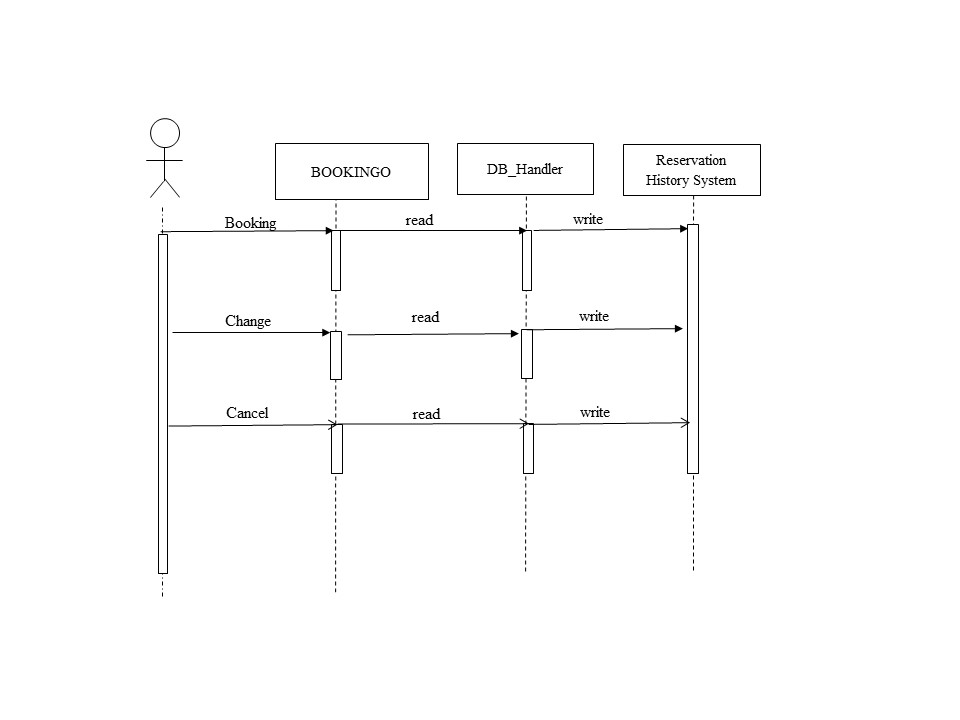 BOOKINGO
DB_Handler
Reservation
History System
Booking
read
write
Change
read
write
Cancel
read
write